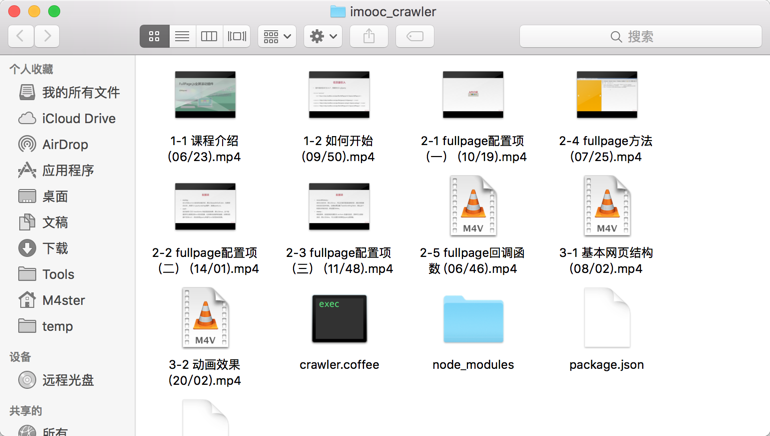 imooc_crawler
搜索
个人收藏
我的所有文件
iCloud Drive
AirDrop
应用程序
桌面
文稿
下载
Tools
M4ster
temp
设备
远程光盘
共享的
所有
1-1 课程介绍
(06/23).mp4
1-2 如何开始
(09/50).mp4
2-1 fullpage配置项
（一） (10/19).mp4
2-4 fullpage方法
(07/25).mp4
2-2 fullpage配置项
（二） (14/01).mp4
2-3 fullpage配置项
（三） (11/48).mp4
M4V
2-5 fullpage回调函
数 (06/46).mp4
M4V
3-1 基本网页结构
(08/02).mp4
M4V
3-2 动画效果
(20/02).mp4
exec
crawler.coffee
node_modules
package.json